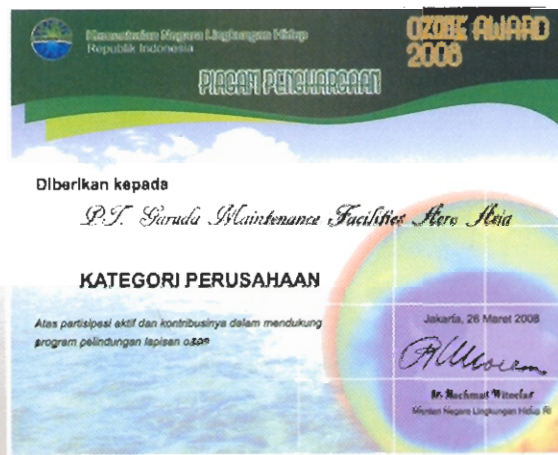 Kementerian Negara Lingkungan Hidup
Republik Indonesia
OZONE AWARD
2008
PIAGAM PENGHARGAAN
Diberikan kepada
P.T. Garuda Maintenance Facilities Aero Asia
KATEGORI PERUSAHAAN
Atas partisipasi aktif dan kontribusinya dalam mendukung
program pelindungan lapisan ozon
Jakarta, 26 Maret 2008
Ir. Rachmat Witoelar
Menteri Negara Lingkungan Hidup RI